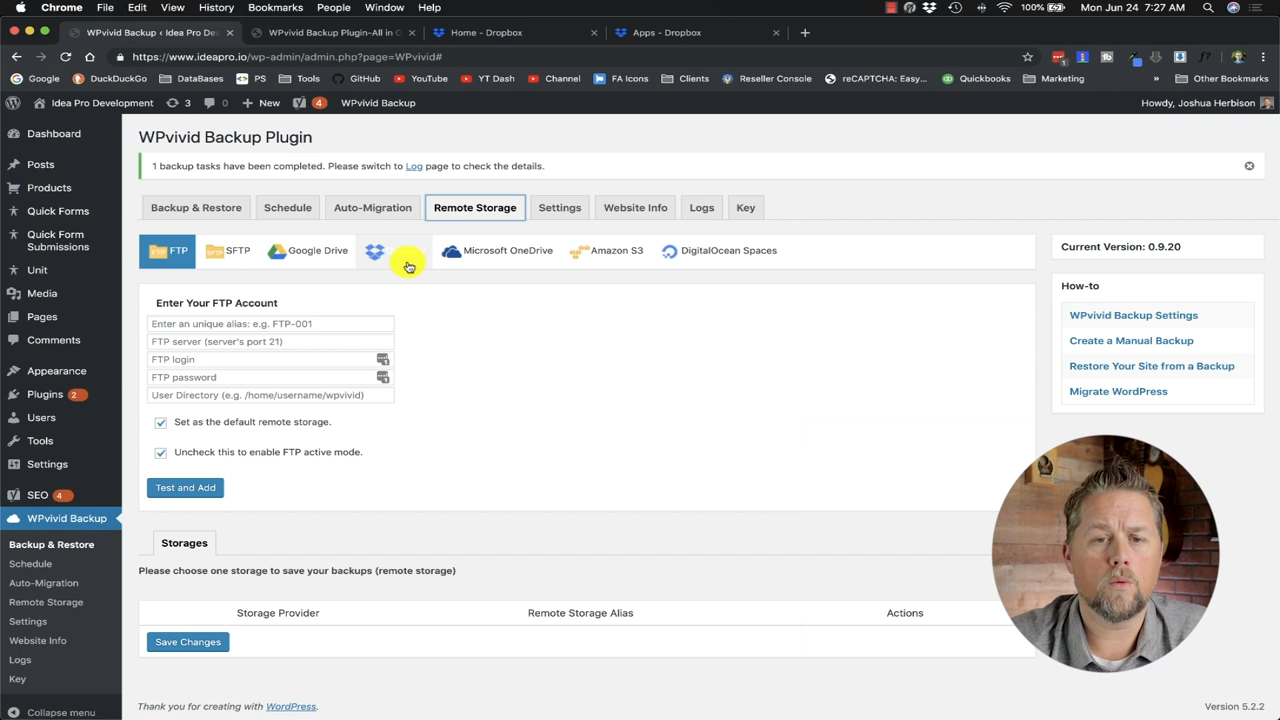 Chrome File Edit View History Bookmarks People Window Help 100% Mon Jun 24 7:27 AM
WPvivid Backup ‹ Idea Pro Dev × WPvivid Backup Plugin-All in O × Home - Dropbox × Apps - Dropbox × +
https://www.ideapro.io/wp-admin/admin.php?page=WPvivid#
Google DuckDuckGo DataBases PS Tools GitHub YouTube YT Dash Channel FA Icons Clients Reseller Console reCAPTCHA: Easy... Quickbooks Marketing » Other Bookmarks
Idea Pro Development 3 0 + New 4 WPvivid Backup Howdy, Joshua Herbison
Dashboard
Posts
Products
Quick Forms
Quick Form
Submissions
Unit
Media
Pages
Comments
Appearance
Plugins 2
Users
Tools
Settings
SEO 4
WPvivid Backup
Backup & Restore
Schedule
Auto-Migration
Remote Storage
Settings
Website Info
Logs
Key
Collapse menu
WPvivid Backup Plugin
1 backup tasks have been completed. Please switch to Log page to check the details.
Backup & Restore Schedule Auto-Migration Remote Storage Settings Website Info Logs Key
FTP SFTP Google Drive Microsoft OneDrive Amazon S3 DigitalOcean Spaces
Enter Your FTP Account
Enter an unique alias: e.g. FTP-001
FTP server (server's port 21)
FTP login
FTP password
User Directory (e.g. /home/username/wpvivid)
Set as the default remote storage.
Uncheck this to enable FTP active mode.
Test and Add
Storages
Please choose one storage to save your backups (remote storage)
Storage Provider Remote Storage Alias Actions
Save Changes
Thank you for creating with WordPress.
Current Version: 0.9.20
How-to
WPvivid Backup Settings
Create a Manual Backup
Restore Your Site from a Backup
Migrate WordPress
Version 5.2.2